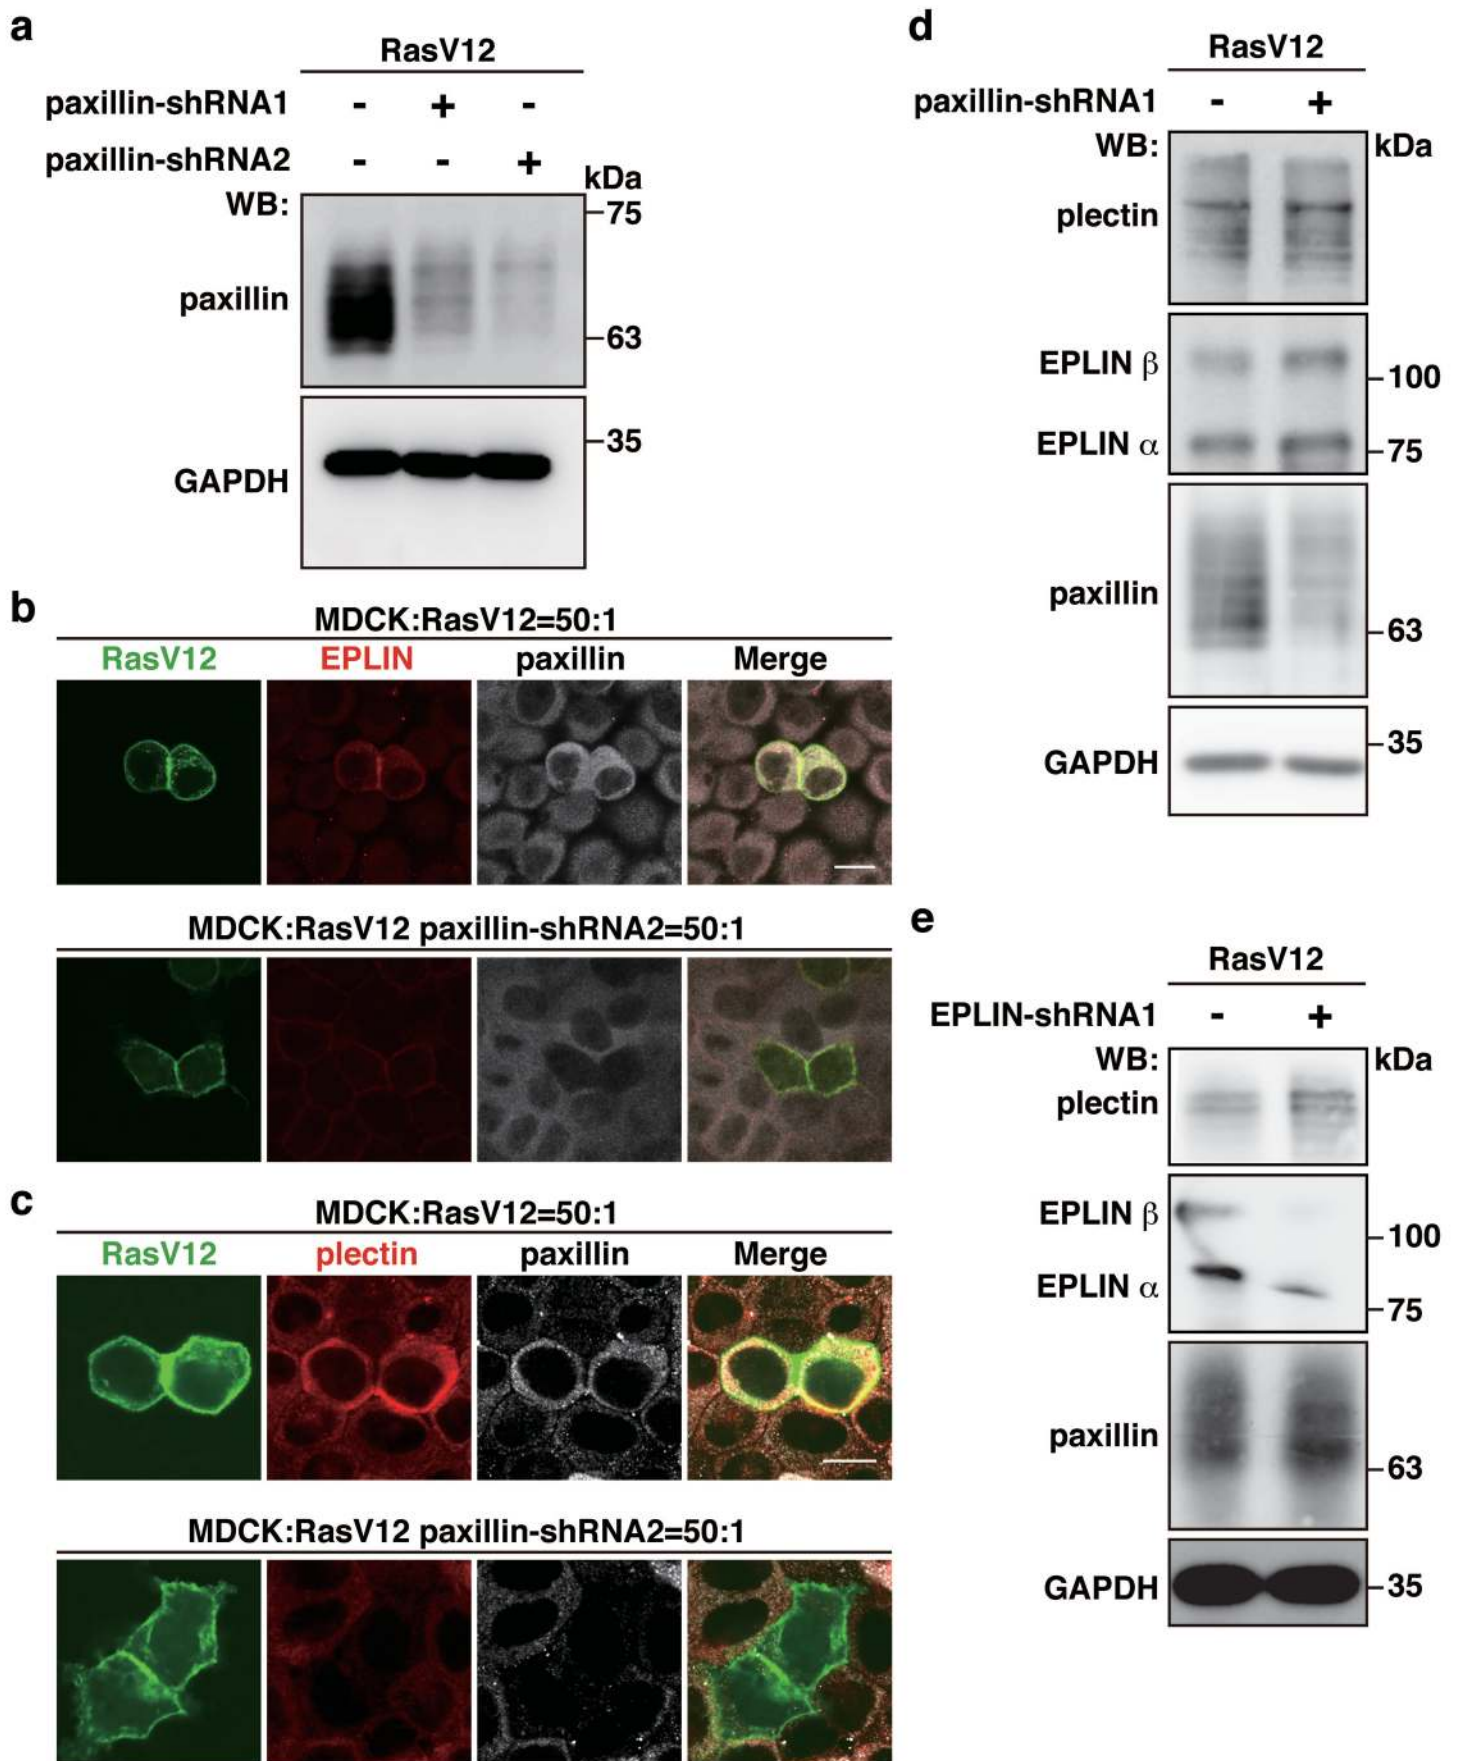 a
RasV12
paxillin-shRNA1 - + -
paxillin-shRNA2 - - +
kDa
WB:
75
paxillin
63
35
GAPDH
b
MDCK:RasV12=50:1
RasV12 EPLIN paxillin Merge
MDCK:RasV12 paxillin-shRNA2=50:1
c
MDCK:RasV12=50:1
RasV12 plectin paxillin Merge
MDCK:RasV12 paxillin-shRNA2=50:1
d
RasV12
paxillin-shRNA1 - +
WB: kDa
plectin
EPLIN β
100
EPLIN α
75
paxillin
63
35
GAPDH
e
RasV12
EPLIN-shRNA1 - +
WB: kDa
plectin
EPLIN β
100
EPLIN α
75
paxillin
63
GAPDH 35